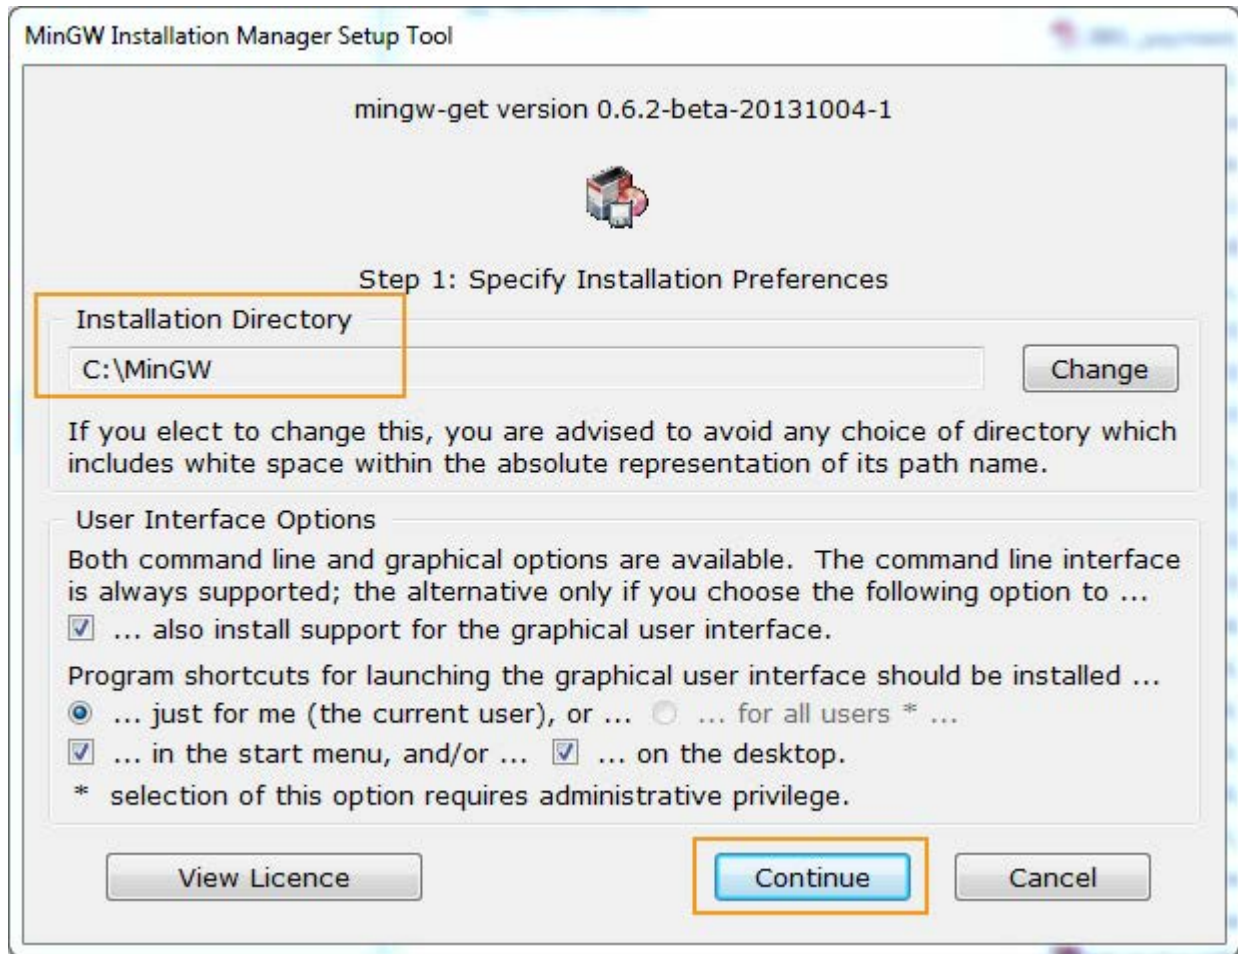 MinGW Installation Manager Setup Tool
mingw-get version 0.6.2-beta-20131004-1
Step 1: Specify Installation Preferences
Installation Directory
C:\MinGW
Change
If you elect to change this, you are advised to avoid any choice of directory which
includes white space within the absolute representation of its path name.
User Interface Options
Both command line and graphical options are available.  The command line interface
is always supported; the alternative only if you choose the following option to ...
... also install support for the graphical user interface.
Program shortcuts for launching the graphical user interface should be installed ...
... just for me (the current user), or ... ... for all users * ...
... in the start menu, and/or ... ... on the desktop.
* selection of this option requires administrative privilege.
View Licence Continue Cancel